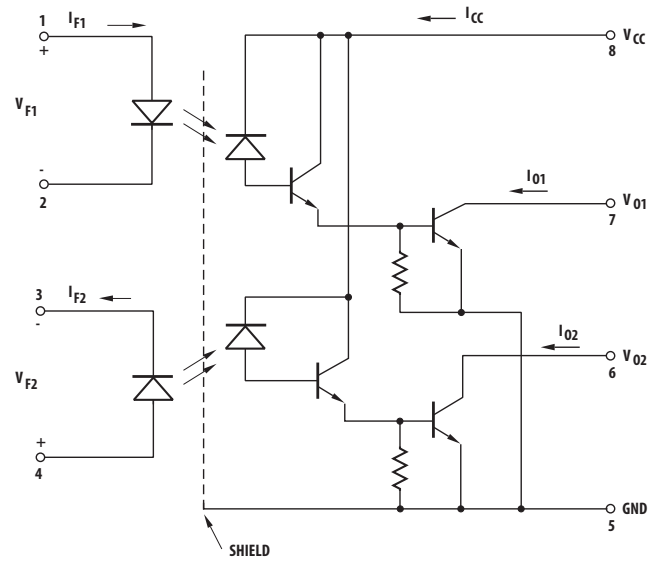 1
I F1
+
V F1
-
2
I CC
V CC
8
I O1
V O1
7
3
I F2
-
V F2
+
4
I O2
V O2
6
GND
5
SHIELD